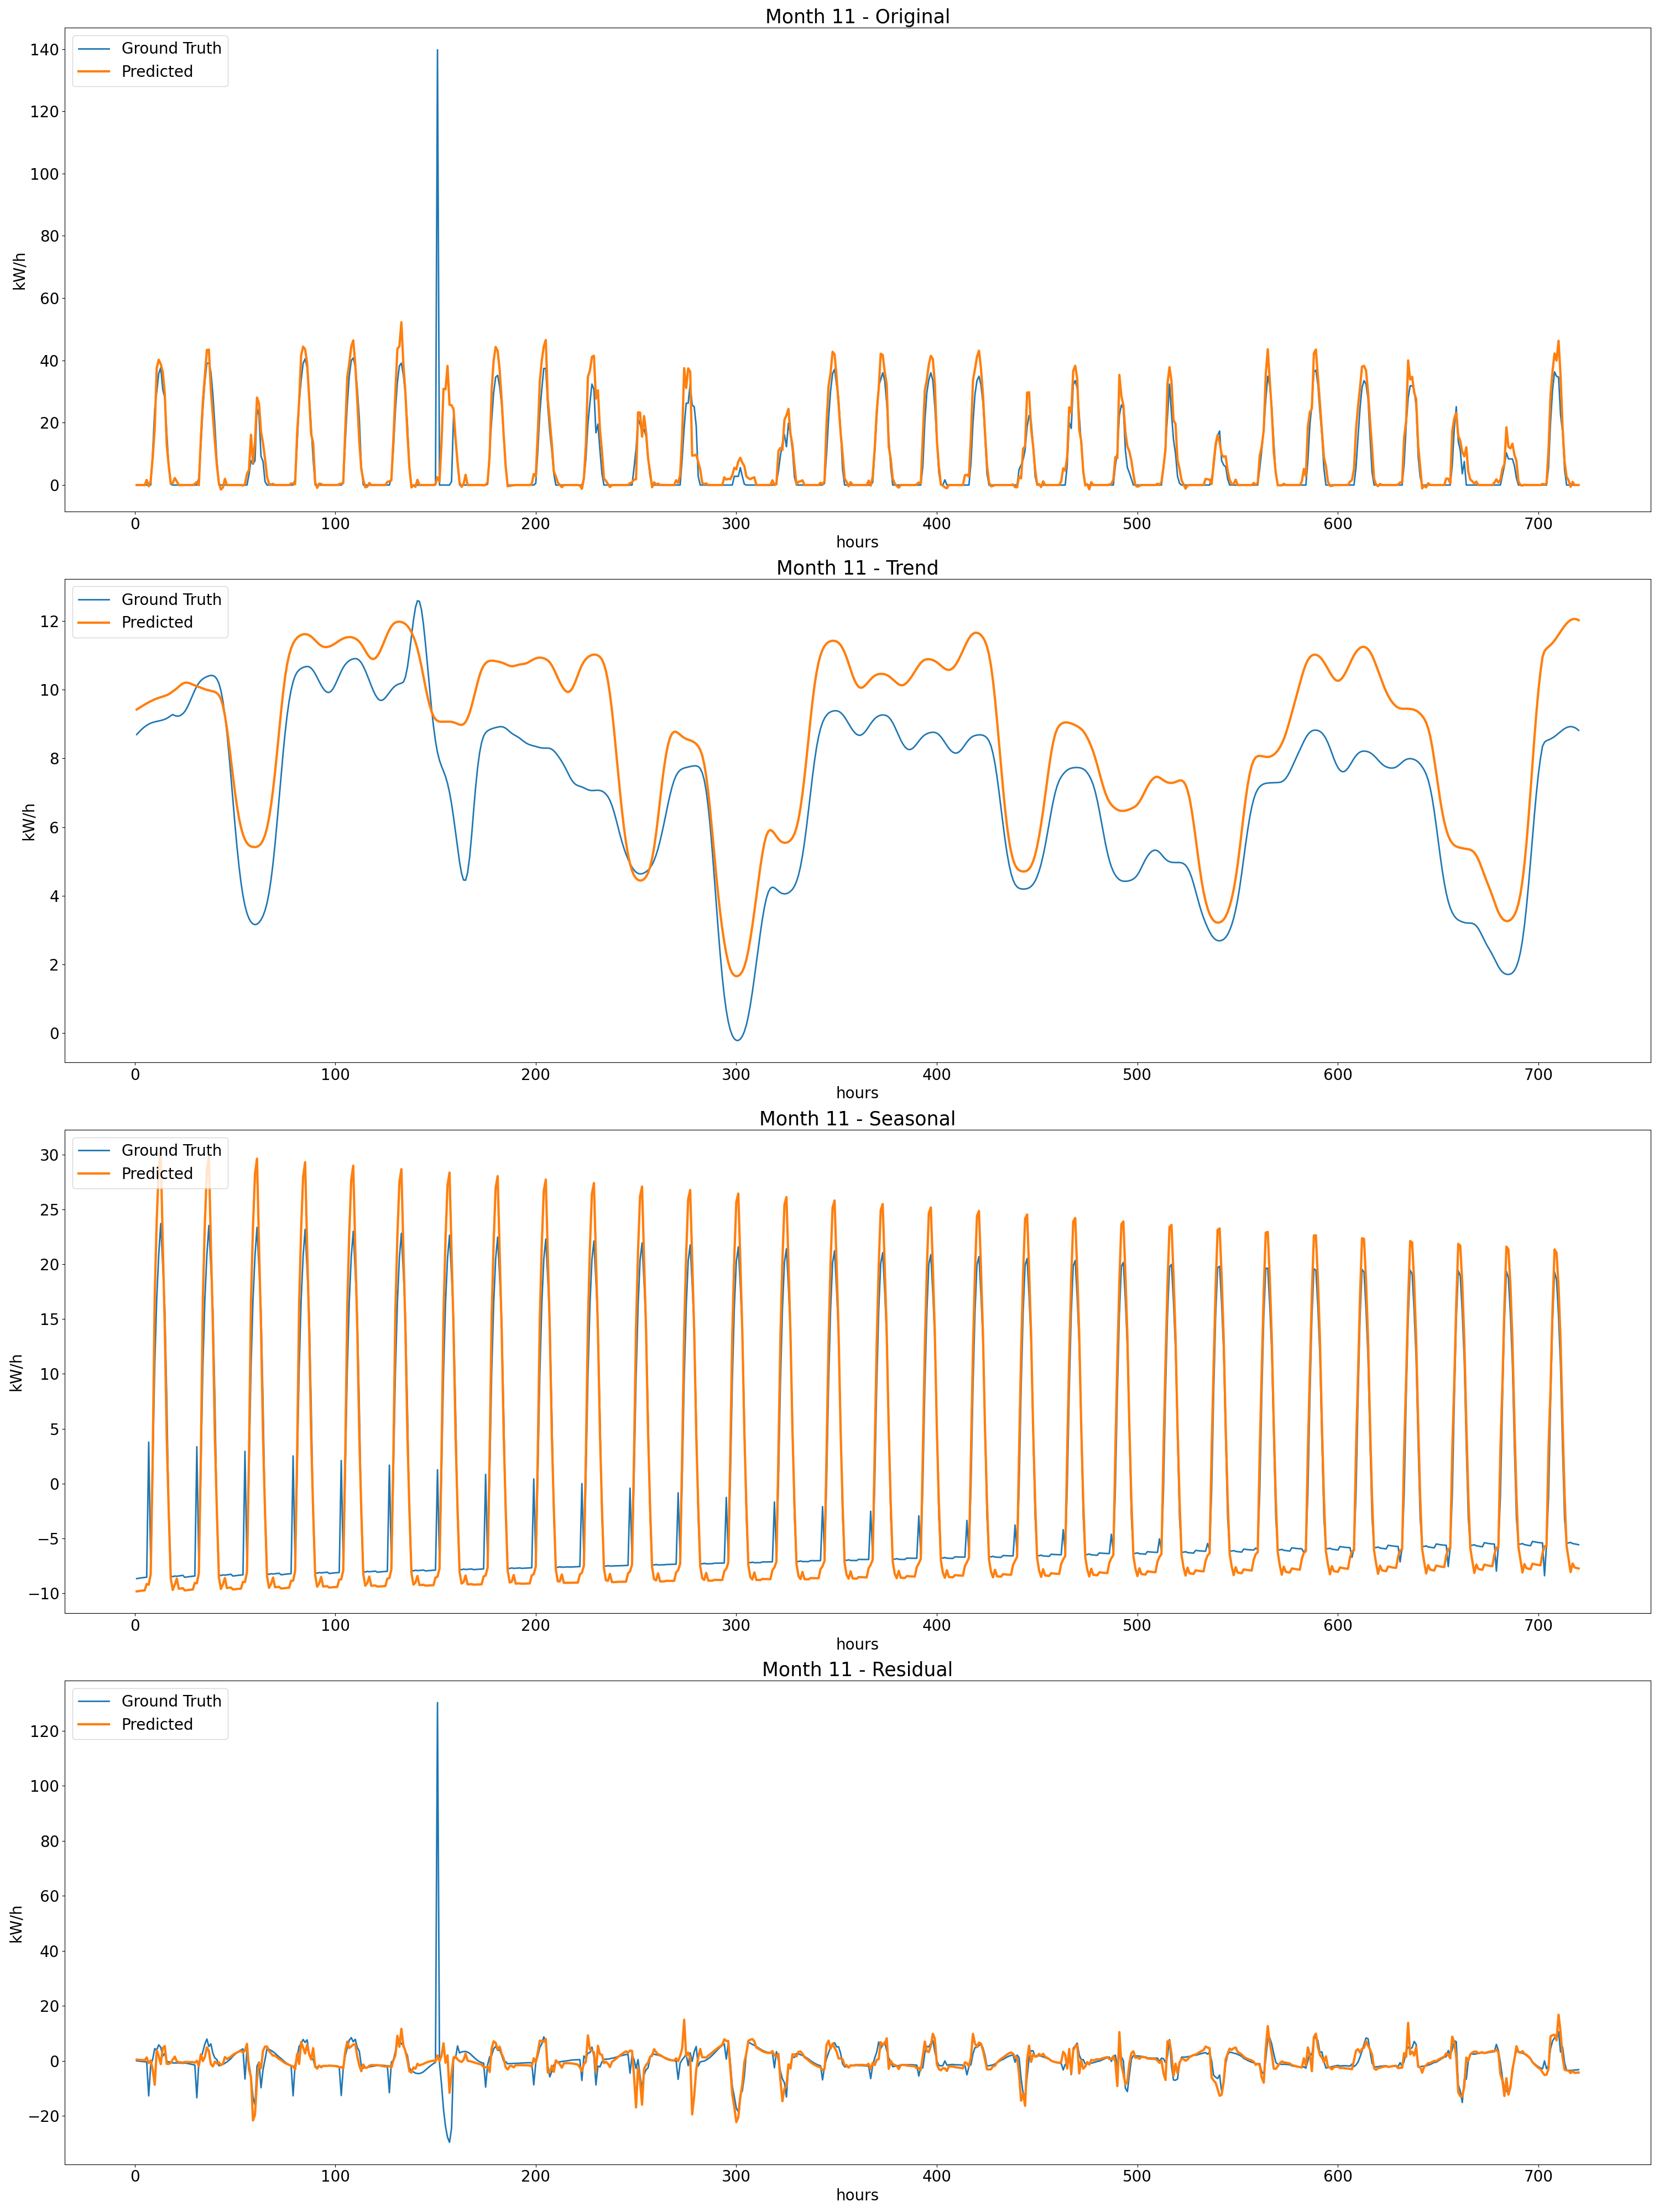 Month 11 - Original
Ground Truth
Predicted
140
120
100
80
60
40
20
0
kW/h
0 100 200 300 400 500 600 700
hours
Month 11 - Trend
Ground Truth
Predicted
12
10
8
6
4
2
0
kW/h
0 100 200 300 400 500 600 700
hours
Month 11 - Seasonal
Ground Truth
Predicted
30
25
20
15
10
5
0
−5
−10
kW/h
0 100 200 300 400 500 600 700
hours
Month 11 - Residual
Ground Truth
Predicted
120
100
80
60
40
20
0
−20
kW/h
0 100 200 300 400 500 600 700
hours